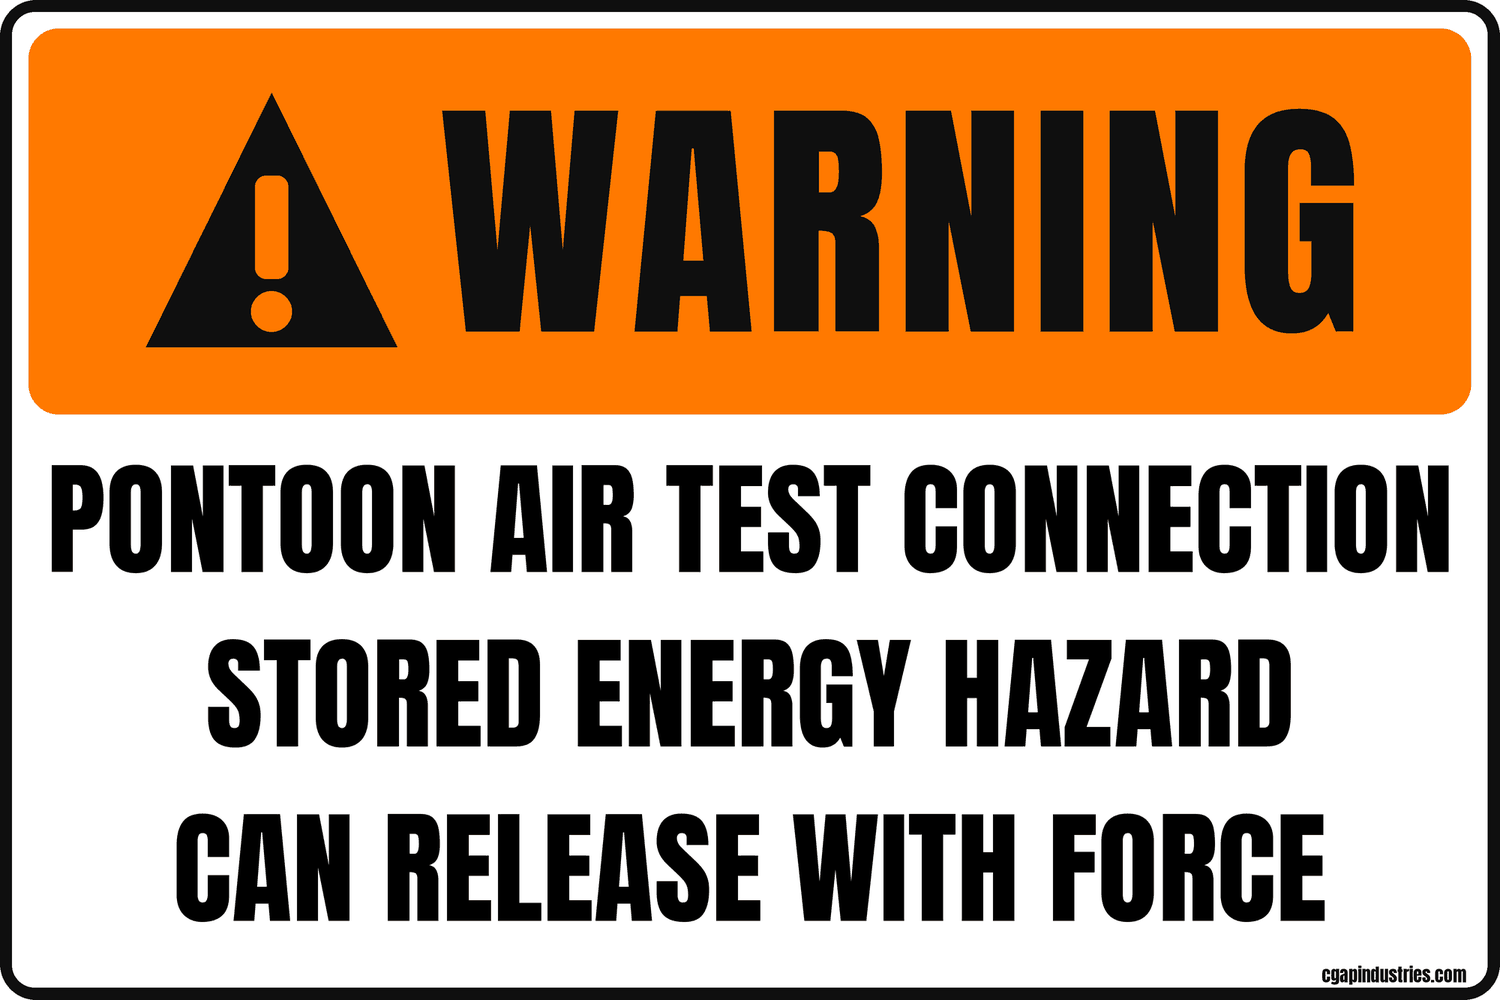 WARNING
PONTOON AIR TEST CONNECTION
STORED ENERGY HAZARD
CAN RELEASE WITH FORCE
cgapindustries.com